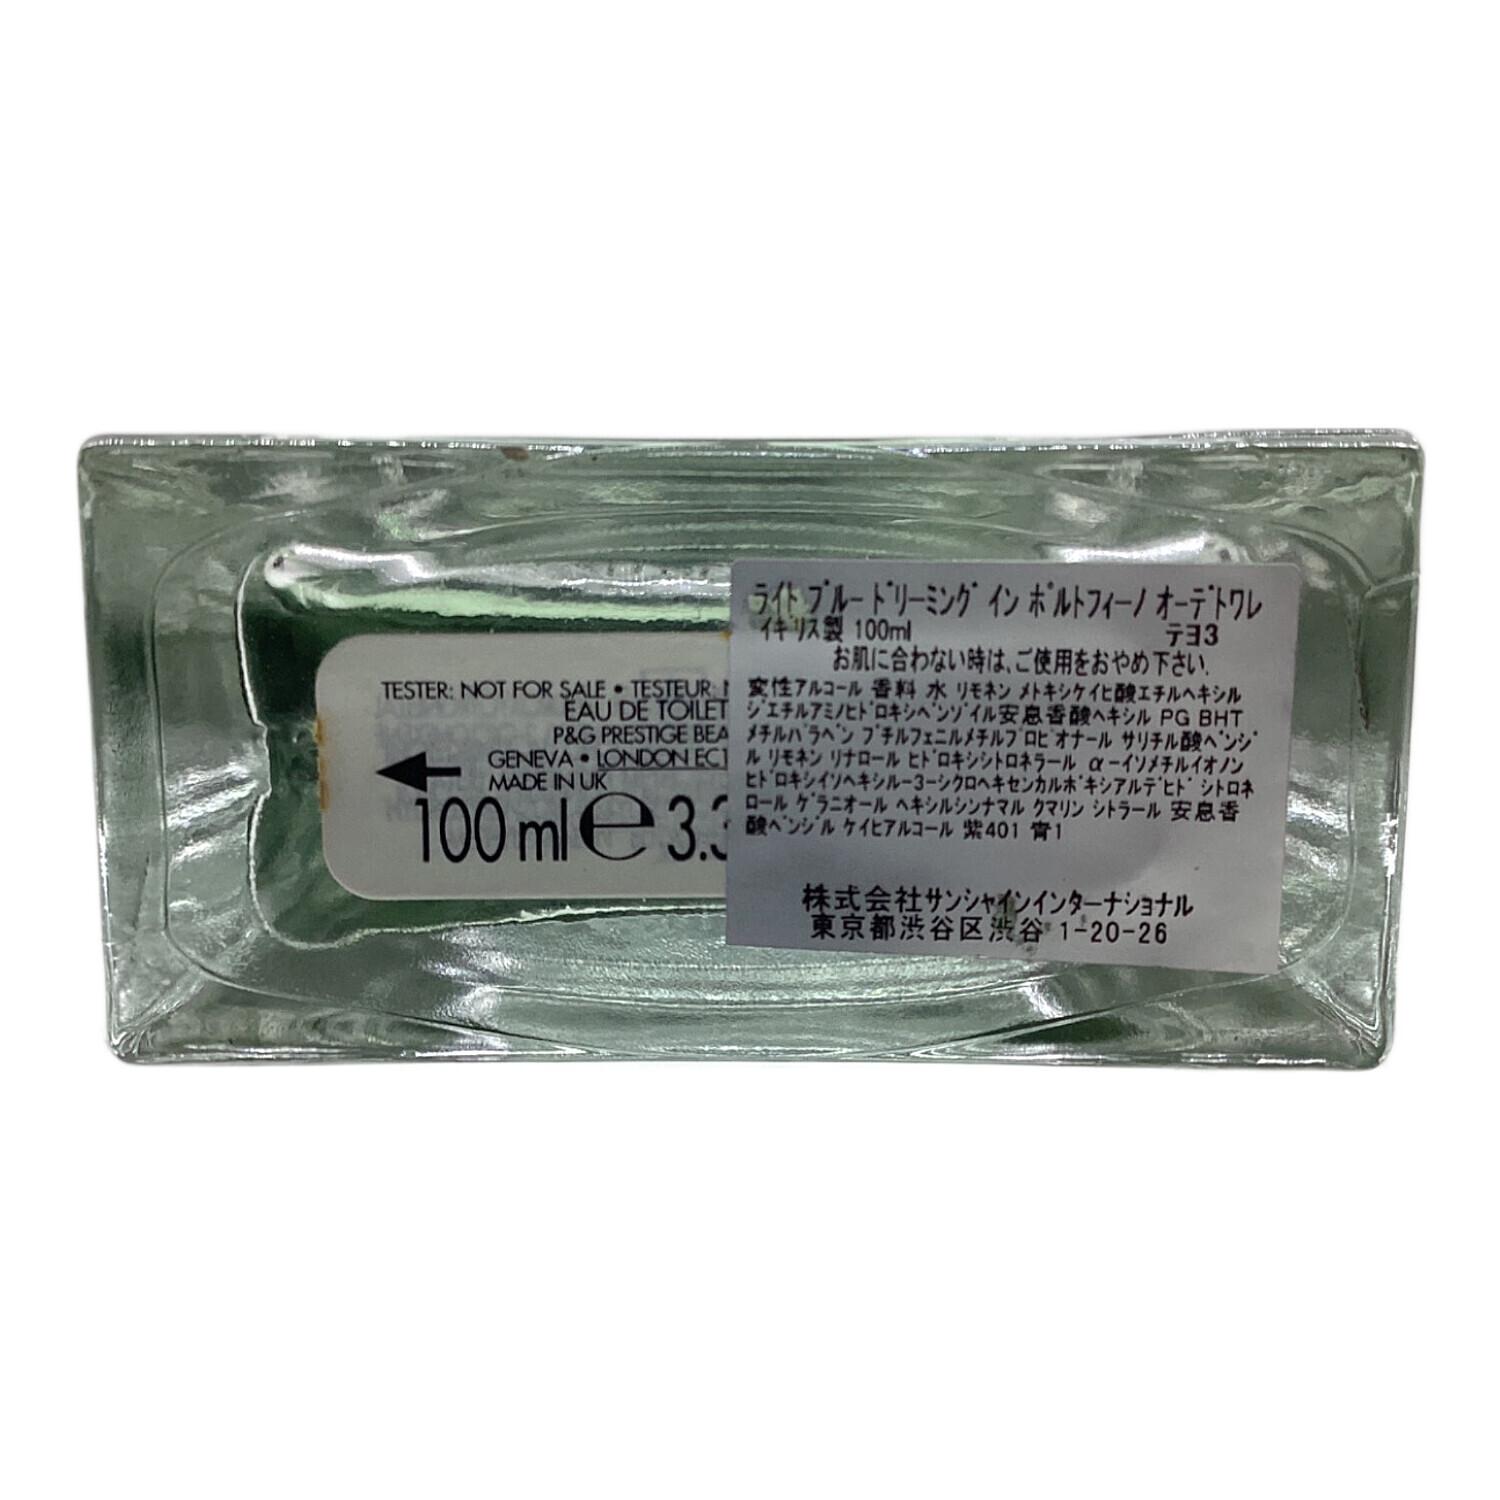 TESTER: NOT FOR SALE • TESTEUR: N
EAU DE TOILET
P&G PRESTIGE BEA
GENEVA • LONDON EC1
MADE IN UK
100 ml e 3.3
ライト ブルー ドリーミング イン ポルトフィーノ オーデトワレ
イギリス製 100ml テヨ3
お肌に合わない時は、ご使用をおやめ下さい。
変性アルコール 香料 水 リモネン メトキシケイヒ酸エチルヘキシル
ジエチルアミノヒドロキシベンゾイル安息香酸ヘキシル PG BHT
メチルパラベン ブチルフェニルメチルプロピオナール サリチル酸ベンジ
ル リモネン リナロール ヒドロキシシトロネラール α-イソメチルイオノン
ヒドロキシイソヘキシル-3-シクロヘキセンカルボキシアルデヒド シトロネ
ロール ゲラニオール ヘキシルシンナマル クマリン シトラール 安息香
酸ベンジル ケイヒアルコール 紫401 青1
株式会社サンシャインインターナショナル
東京都渋谷区渋谷 1-20-26